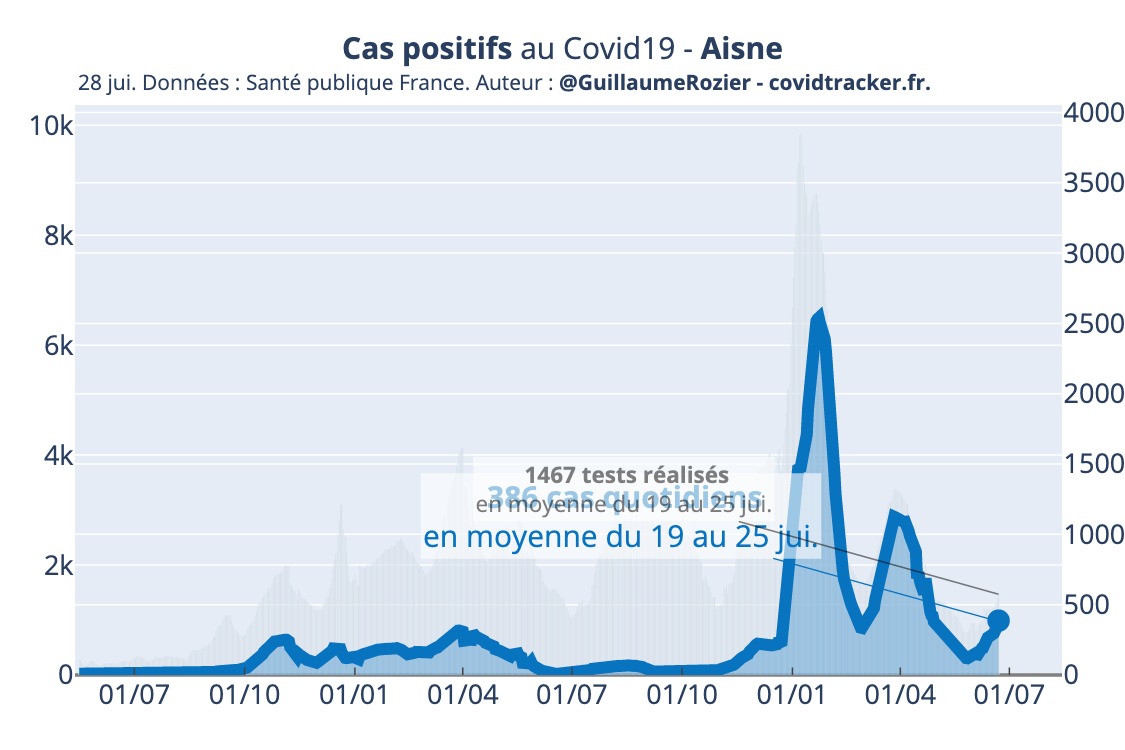 Cas positifs au Covid19 - Aisne
28 jui. Données : Santé publique France. Auteur : @GuillaumeRozier - covidtracker.fr.
10k
8k
6k
4k
2k
0
4000
3500
3000
2500
2000
1500
1000
500
0
1467 tests réalisés
en moyenne du 19 au 25 jui.
386 cas quotidiens
en moyenne du 19 au 25 jui.
01/07 01/10 01/01 01/04 01/07 01/10 01/01 01/04 01/07